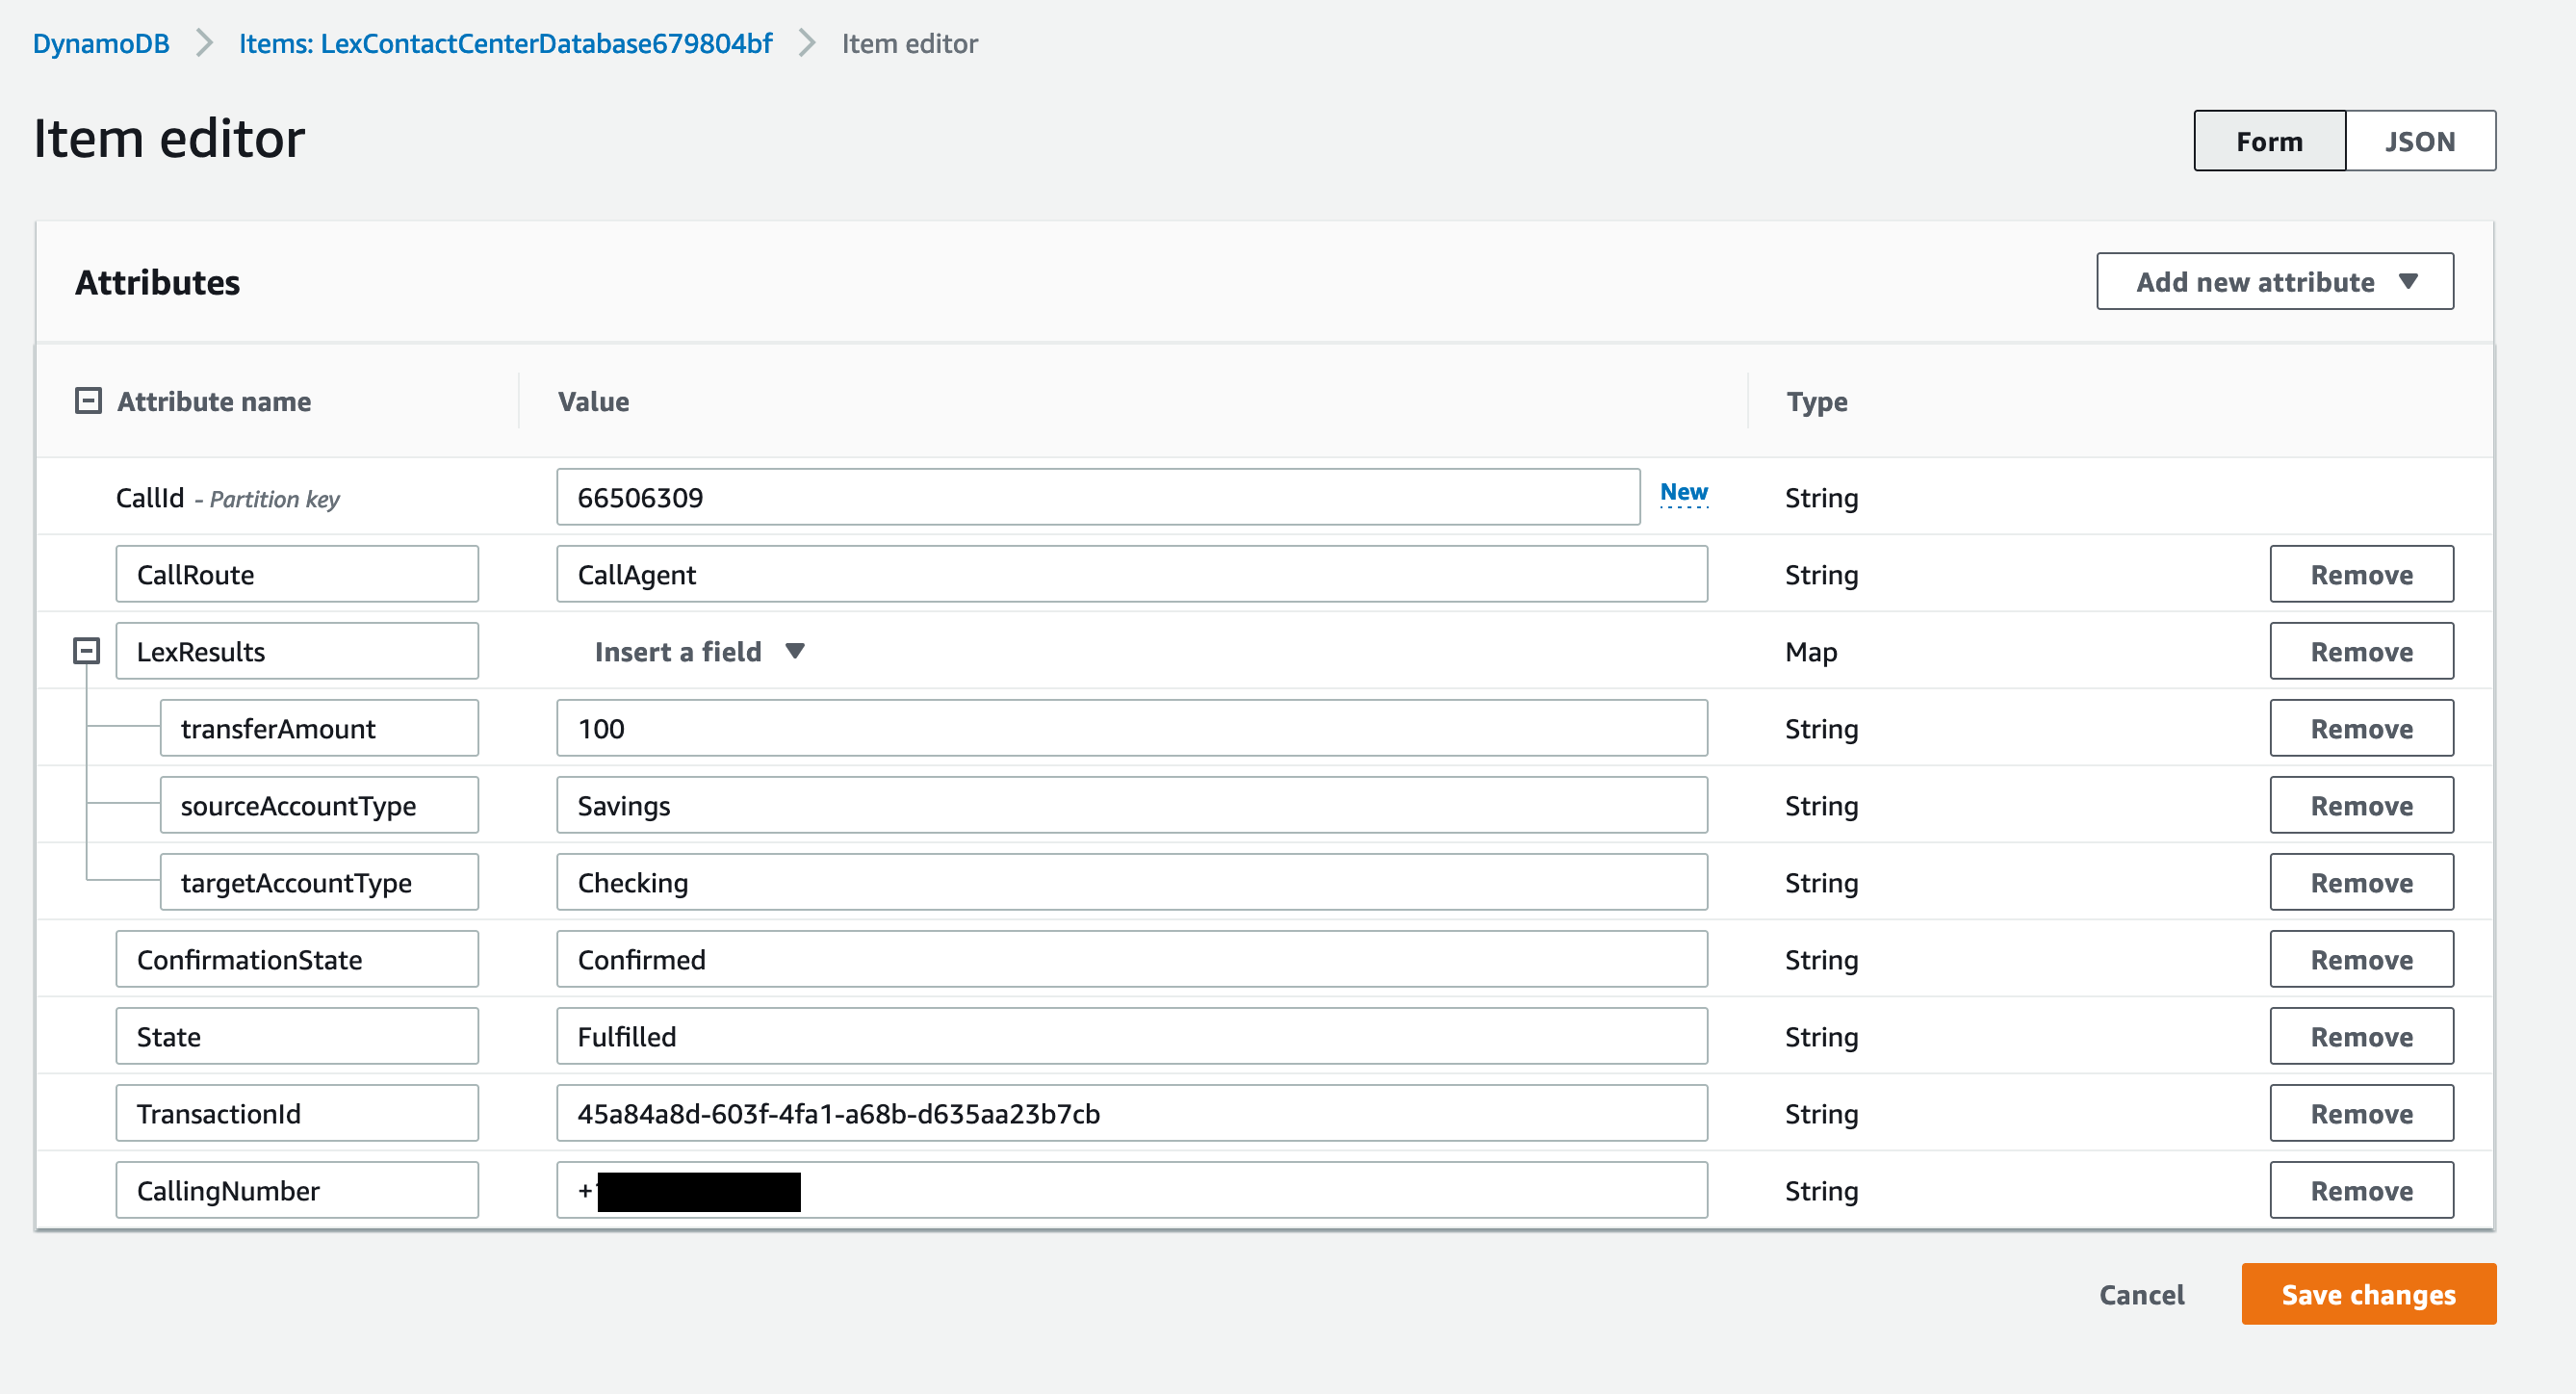 DynamoDB > Items: LexContactCenterDatabase679804bf > Item editor
Item editor
Form JSON
Attributes
Add new attribute
Attribute name Value Type
CallId - Partition key 66506309 New String
CallRoute CallAgent String Remove
LexResults Insert a field Map Remove
transferAmount 100 String Remove
sourceAccountType Savings String Remove
targetAccountType Checking String Remove
ConfirmationState Confirmed String Remove
State Fulfilled String Remove
TransactionId 45a84a8d-603f-4fa1-a68b-d635aa23b7cb String Remove
CallingNumber + String Remove
Cancel Save changes